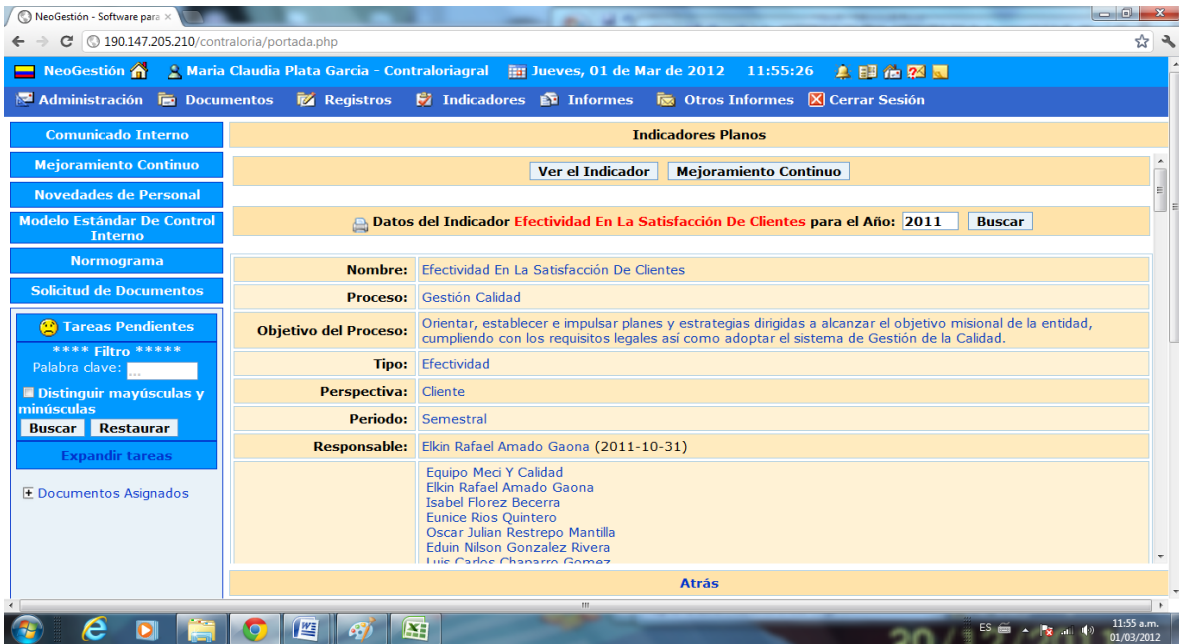 NeoGestión - Software para
190.147.205.210/contraloria/portada.php
NeoGestión Maria Claudia Plata Garcia - Contraloriagral Jueves, 01 de Mar de 2012 11:55:26
Administración Documentos Registros Indicadores Informes Otros Informes Cerrar Sesión
Comunicado Interno
Mejoramiento Continuo
Novedades de Personal
Modelo Estándar De Control
Interno
Normograma
Solicitud de Documentos
Tareas Pendientes
**** Filtro *****
Palabra clave: ...
Distinguir mayúsculas y
minúsculas
Buscar Restaurar
Expandir tareas
Documentos Asignados
Indicadores Planos
Ver el Indicador Mejoramiento Continuo
Datos del Indicador Efectividad En La Satisfacción De Clientes para el Año: 2011 Buscar
Nombre: Efectividad En La Satisfacción De Clientes
Proceso: Gestión Calidad
Objetivo del Proceso: Orientar, establecer e impulsar planes y estrategias dirigidas a alcanzar el objetivo misional de la entidad,
cumpliendo con los requisitos legales así como adoptar el sistema de Gestión de la Calidad.
Tipo: Efectividad
Perspectiva: Cliente
Periodo: Semestral
Responsable: Elkin Rafael Amado Gaona (2011-10-31)
Equipo Meci Y Calidad
Elkin Rafael Amado Gaona
Isabel Florez Becerra
Eunice Rios Quintero
Oscar Julian Restrepo Mantilla
Eduin Nilson Gonzalez Rivera
Luis Carlos Chaparro Gomez
Atrás
ES
11:55 a.m.
01/03/2012